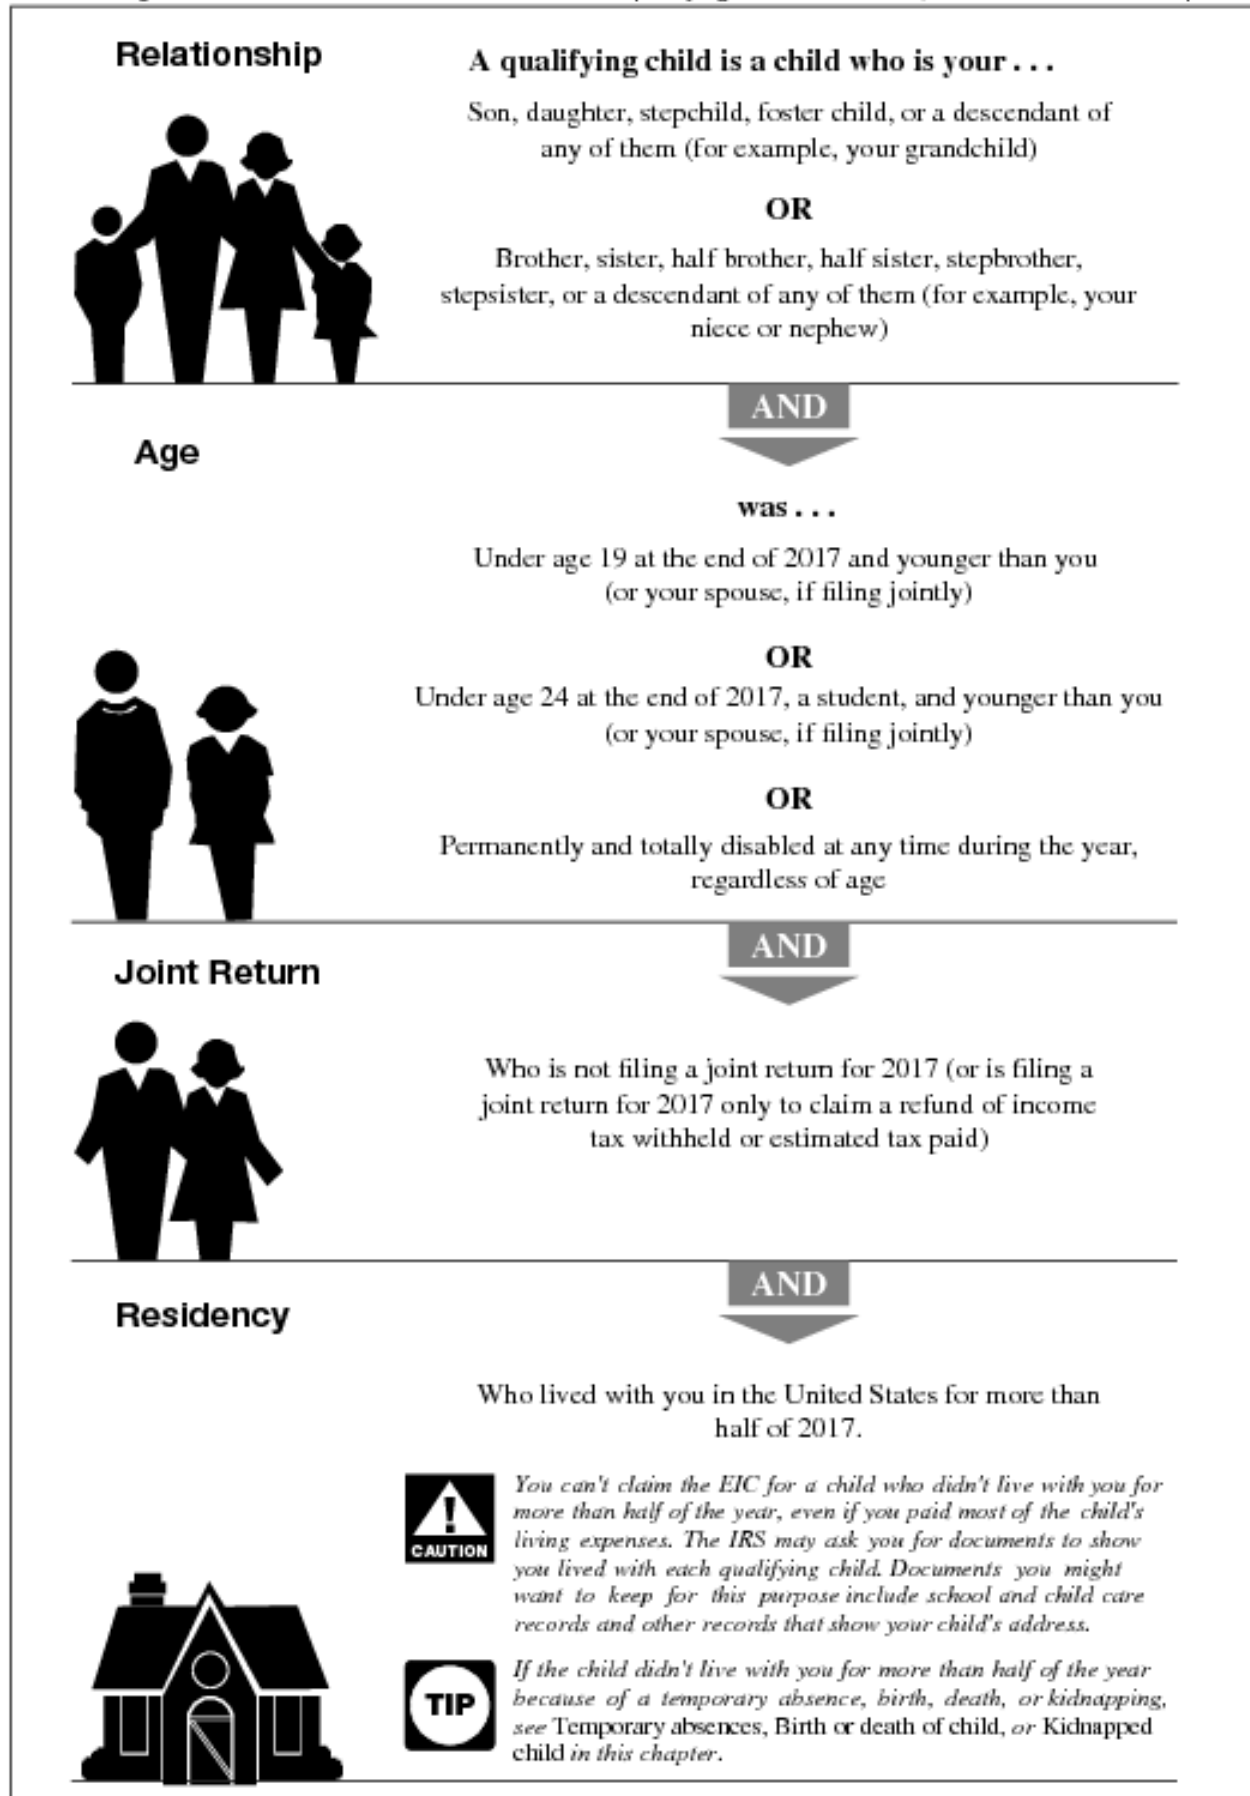 Relationship
A qualifying child is a child who is your . . .
Son, daughter, stepchild, foster child, or a descendant of
any of them (for example, your grandchild)
OR
Brother, sister, half brother, half sister, stepbrother,
stepsister, or a descendant of any of them (for example, your
niece or nephew)
AND
Age
was . . .
Under age 19 at the end of 2017 and younger than you
(or your spouse, if filing jointly)
OR
Under age 24 at the end of 2017, a student, and younger than you
(or your spouse, if filing jointly)
OR
Permanently and totally disabled at any time during the year,
regardless of age
AND
Joint Return
Who is not filing a joint return for 2017 (or is filing a
joint return for 2017 only to claim a refund of income
tax withheld or estimated tax paid)
AND
Residency
Who lived with you in the United States for more than
half of 2017.
CAUTION
You can't claim the EIC for a child who didn't live with you for
more than half of the year, even if you paid most of the child's
living expenses. The IRS may ask you for documents to show
you lived with each qualifying child. Documents you might
want to keep for this purpose include school and child care
records and other records that show your child's address.
TIP
If the child didn't live with you for more than half of the year
because of a temporary absence, birth, death, or kidnapping,
see Temporary absences, Birth or death of child, or Kidnapped
child in this chapter.